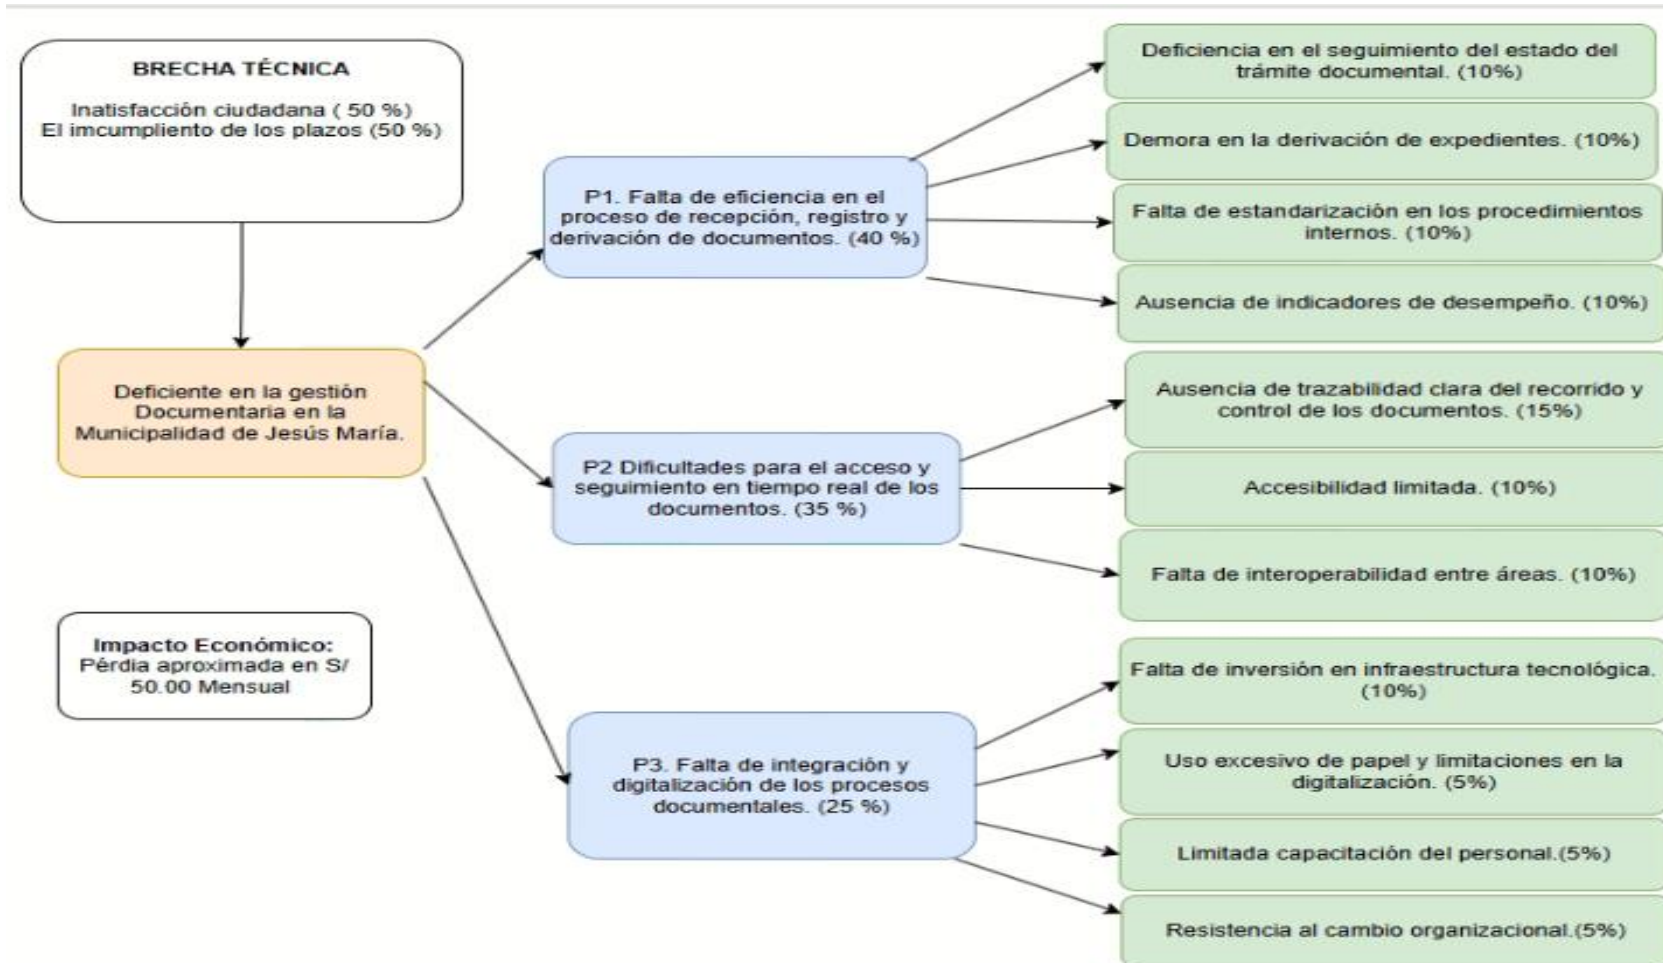 BRECHA TÉCNICA
Inatisfacción ciudadana ( 50 %)
El imcumpliento de los plazos (50 %)
Deficiente en la gestión
Documentaria en la
Municipalidad de Jesús María.
Impacto Económico:
Pérdia aproximada en S/
50.00 Mensual
P1. Falta de eficiencia en el
proceso de recepción, registro y
derivación de documentos. (40 %)
P2 Dificultades para el acceso y
seguimiento en tiempo real de los
documentos. (35 %)
P3. Falta de integración y
digitalización de los procesos
documentales. (25 %)
Deficiencia en el seguimiento del estado del
trámite documental. (10%)
Demora en la derivación de expedientes. (10%)
Falta de estandarización en los procedimientos
internos. (10%)
Ausencia de indicadores de desempeño. (10%)
Ausencia de trazabilidad clara del recorrido y
control de los documentos. (15%)
Accesibilidad limitada. (10%)
Falta de interoperabilidad entre áreas. (10%)
Falta de inversión en infraestructura tecnológica.
(10%)
Uso excesivo de papel y limitaciones en la
digitalización. (5%)
Limitada capacitación del personal.(5%)
Resistencia al cambio organizacional.(5%)